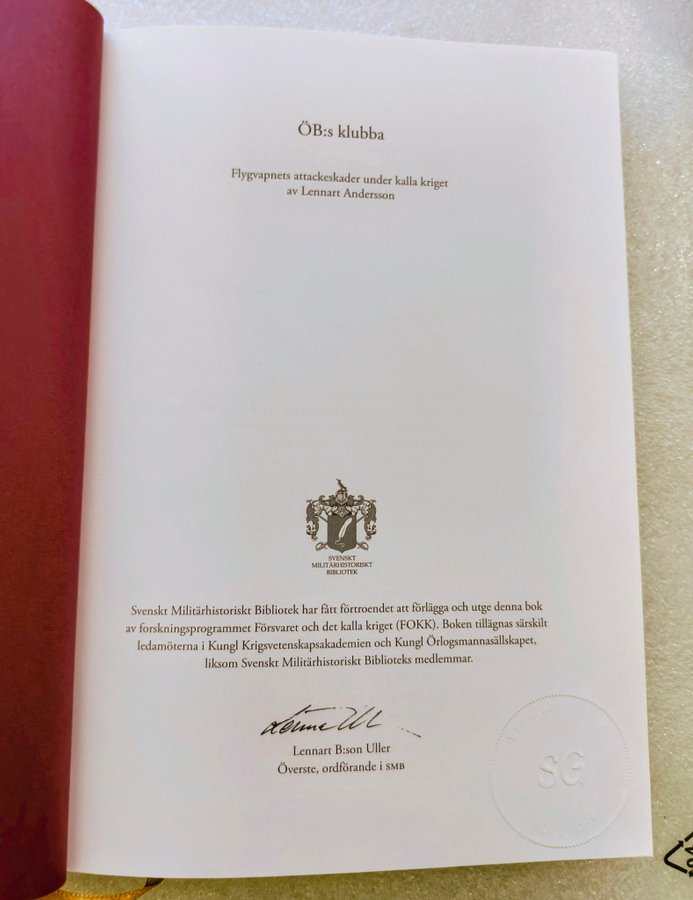 ÖB:s klubba
Flygvapnets attackeskader under kalla kriget
av Lennart Andersson
SVENSKT
MILITÄRHISTORISKT
BIBLIOTEK
Svenskt Militärhistoriskt Bibliotek har fått förtroendet att förlägga och utge denna bok
av forskningsprogrammet Försvaret och det kalla kriget (FOKK). Boken tillägnas särskilt
ledamöterna i Kungl Krigsvetenskapsakademien och Kungl Örlogsmannasällskapet,
liksom Svenskt Militärhistoriskt Biblioteks medlemmar.
Lennart B:son Uller
Överste, ordförande i SMB
SG